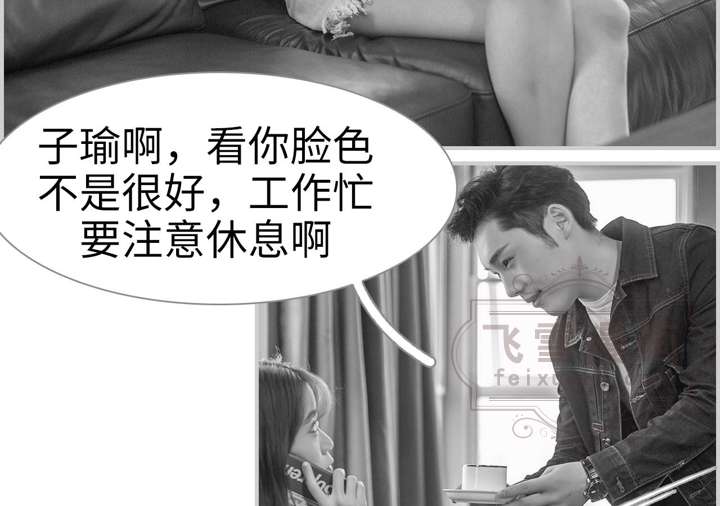 子瑜啊，看你脸色
不是很好，工作忙
要注意休息啊
飞雪
feixu